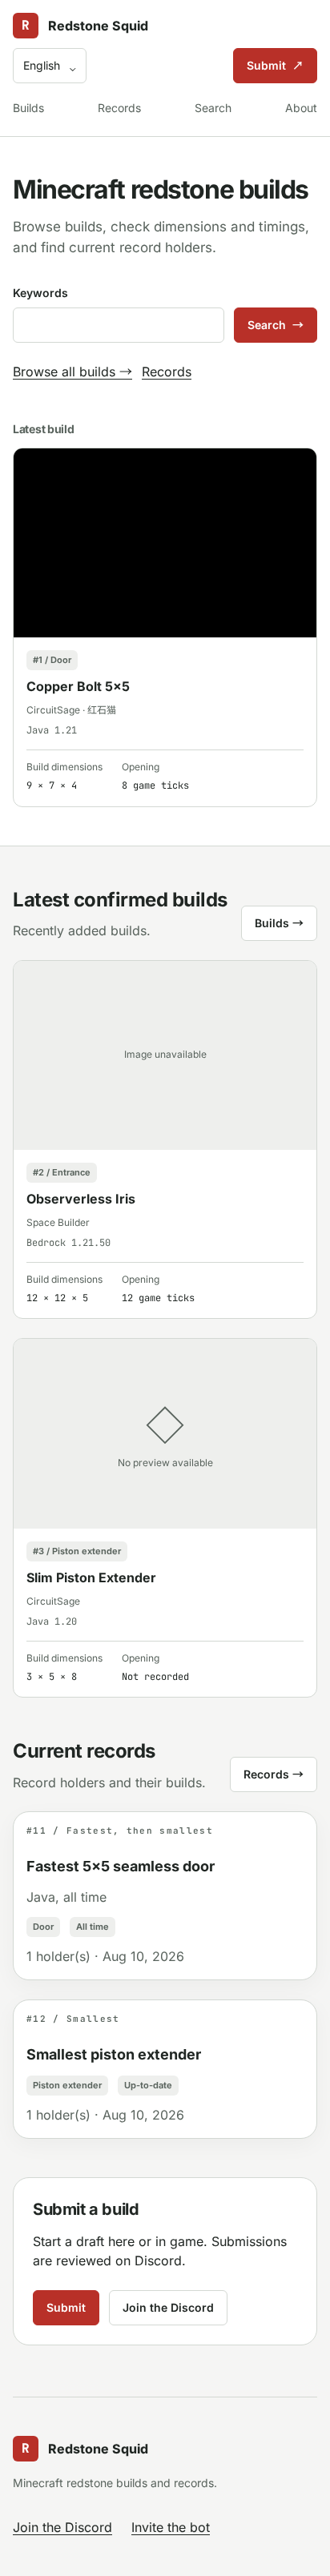 R Redstone Squid
English
Submit ↗
Builds Records Search About
Minecraft redstone builds
Browse builds, check dimensions and timings,
and find current record holders.
Keywords
Search →
Browse all builds → Records
Latest build
#1 / Door
Copper Bolt 5×5
CircuitSage · 红石猫
Java 1.21
Build dimensions Opening
9 × 7 × 4 8 game ticks
Latest confirmed builds
Recently added builds.
Builds →
Image unavailable
#2 / Entrance
Observerless Iris
Space Builder
Bedrock 1.21.50
Build dimensions Opening
12 × 12 × 5 12 game ticks
No preview available
#3 / Piston extender
Slim Piston Extender
CircuitSage
Java 1.20
Build dimensions Opening
3 × 5 × 8 Not recorded
Current records
Record holders and their builds.
Records →
#11 / Fastest, then smallest
Fastest 5×5 seamless door
Java, all time
Door All time
1 holder(s) · Aug 10, 2026
#12 / Smallest
Smallest piston extender
Piston extender Up-to-date
1 holder(s) · Aug 10, 2026
Submit a build
Start a draft here or in game. Submissions
are reviewed on Discord.
Submit Join the Discord
R Redstone Squid
Minecraft redstone builds and records.
Join the Discord Invite the bot